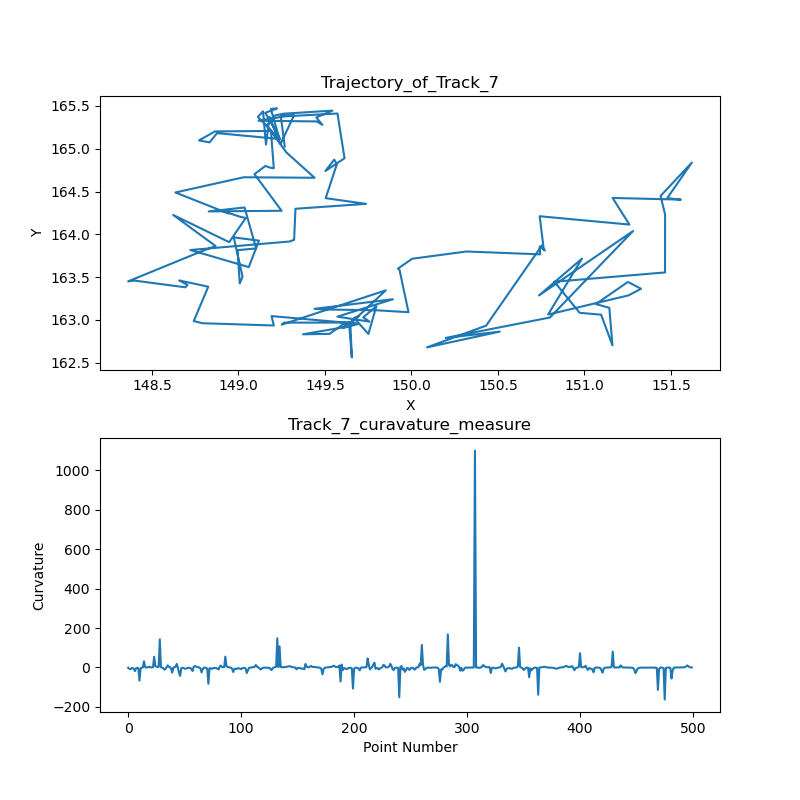 Trajectory_of_Track_7
165.5
165.0
164.5
164.0
163.5
163.0
162.5
Y
148.5 149.0 149.5 150.0 150.5 151.0 151.5
X
Track_7_curavature_measure
1000
800
600
400
200
0
−200
Curvature
0 100 200 300 400 500
Point Number